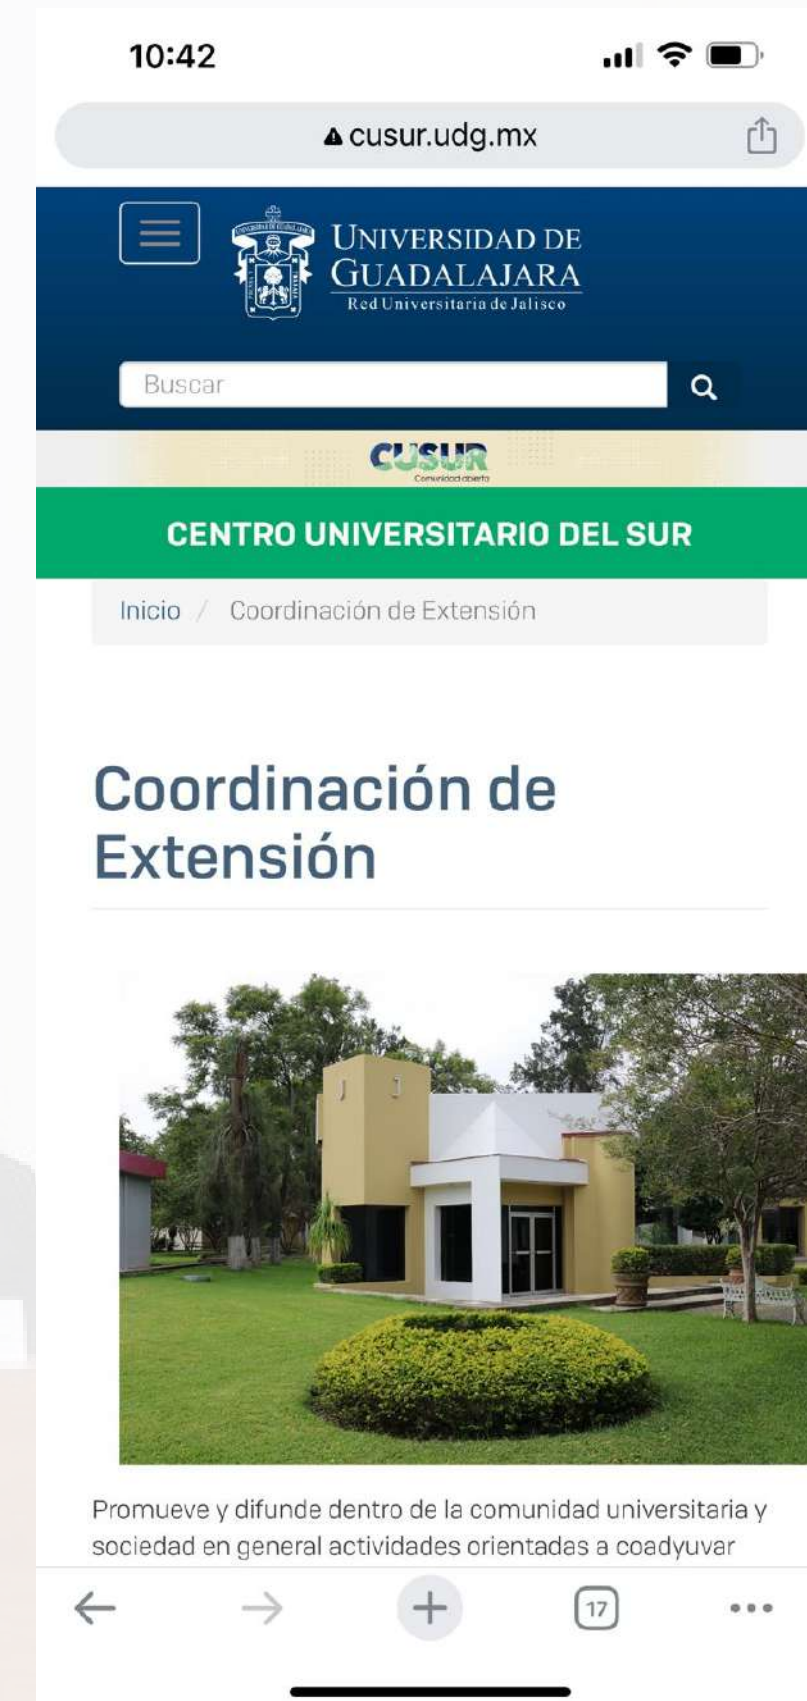 10:42
cusur.udg.mx
UNIVERSIDAD DE
GUADALAJARA
Red Universitaria de Jalisco
Buscar
CUSUR
Comunidad abierta
CENTRO UNIVERSITARIO DEL SUR
Inicio / Coordinación de Extensión
Coordinación de
Extensión
Promueve y difunde dentro de la comunidad universitaria y
sociedad en general actividades orientadas a coadyuvar
17